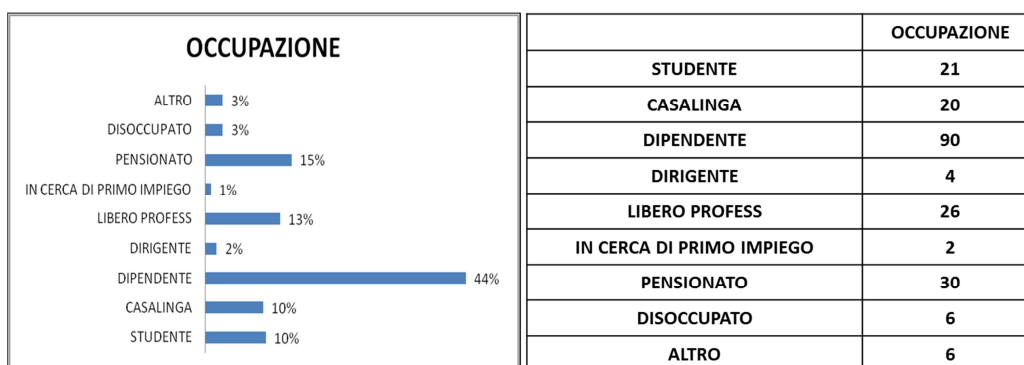 OCCUPAZIONE
ALTRO 3%
DISOCCUPATO 3%
PENSIONATO 15%
IN CERCA DI PRIMO IMPIEGO 1%
LIBERO PROFESS 13%
DIRIGENTE 2%
DIPENDENTE 44%
CASALINGA 10%
STUDENTE 10%
OCCUPAZIONE
STUDENTE 21
CASALINGA 20
DIPENDENTE 90
DIRIGENTE 4
LIBERO PROFESS 26
IN CERCA DI PRIMO IMPIEGO 2
PENSIONATO 30
DISOCCUPATO 6
ALTRO 6